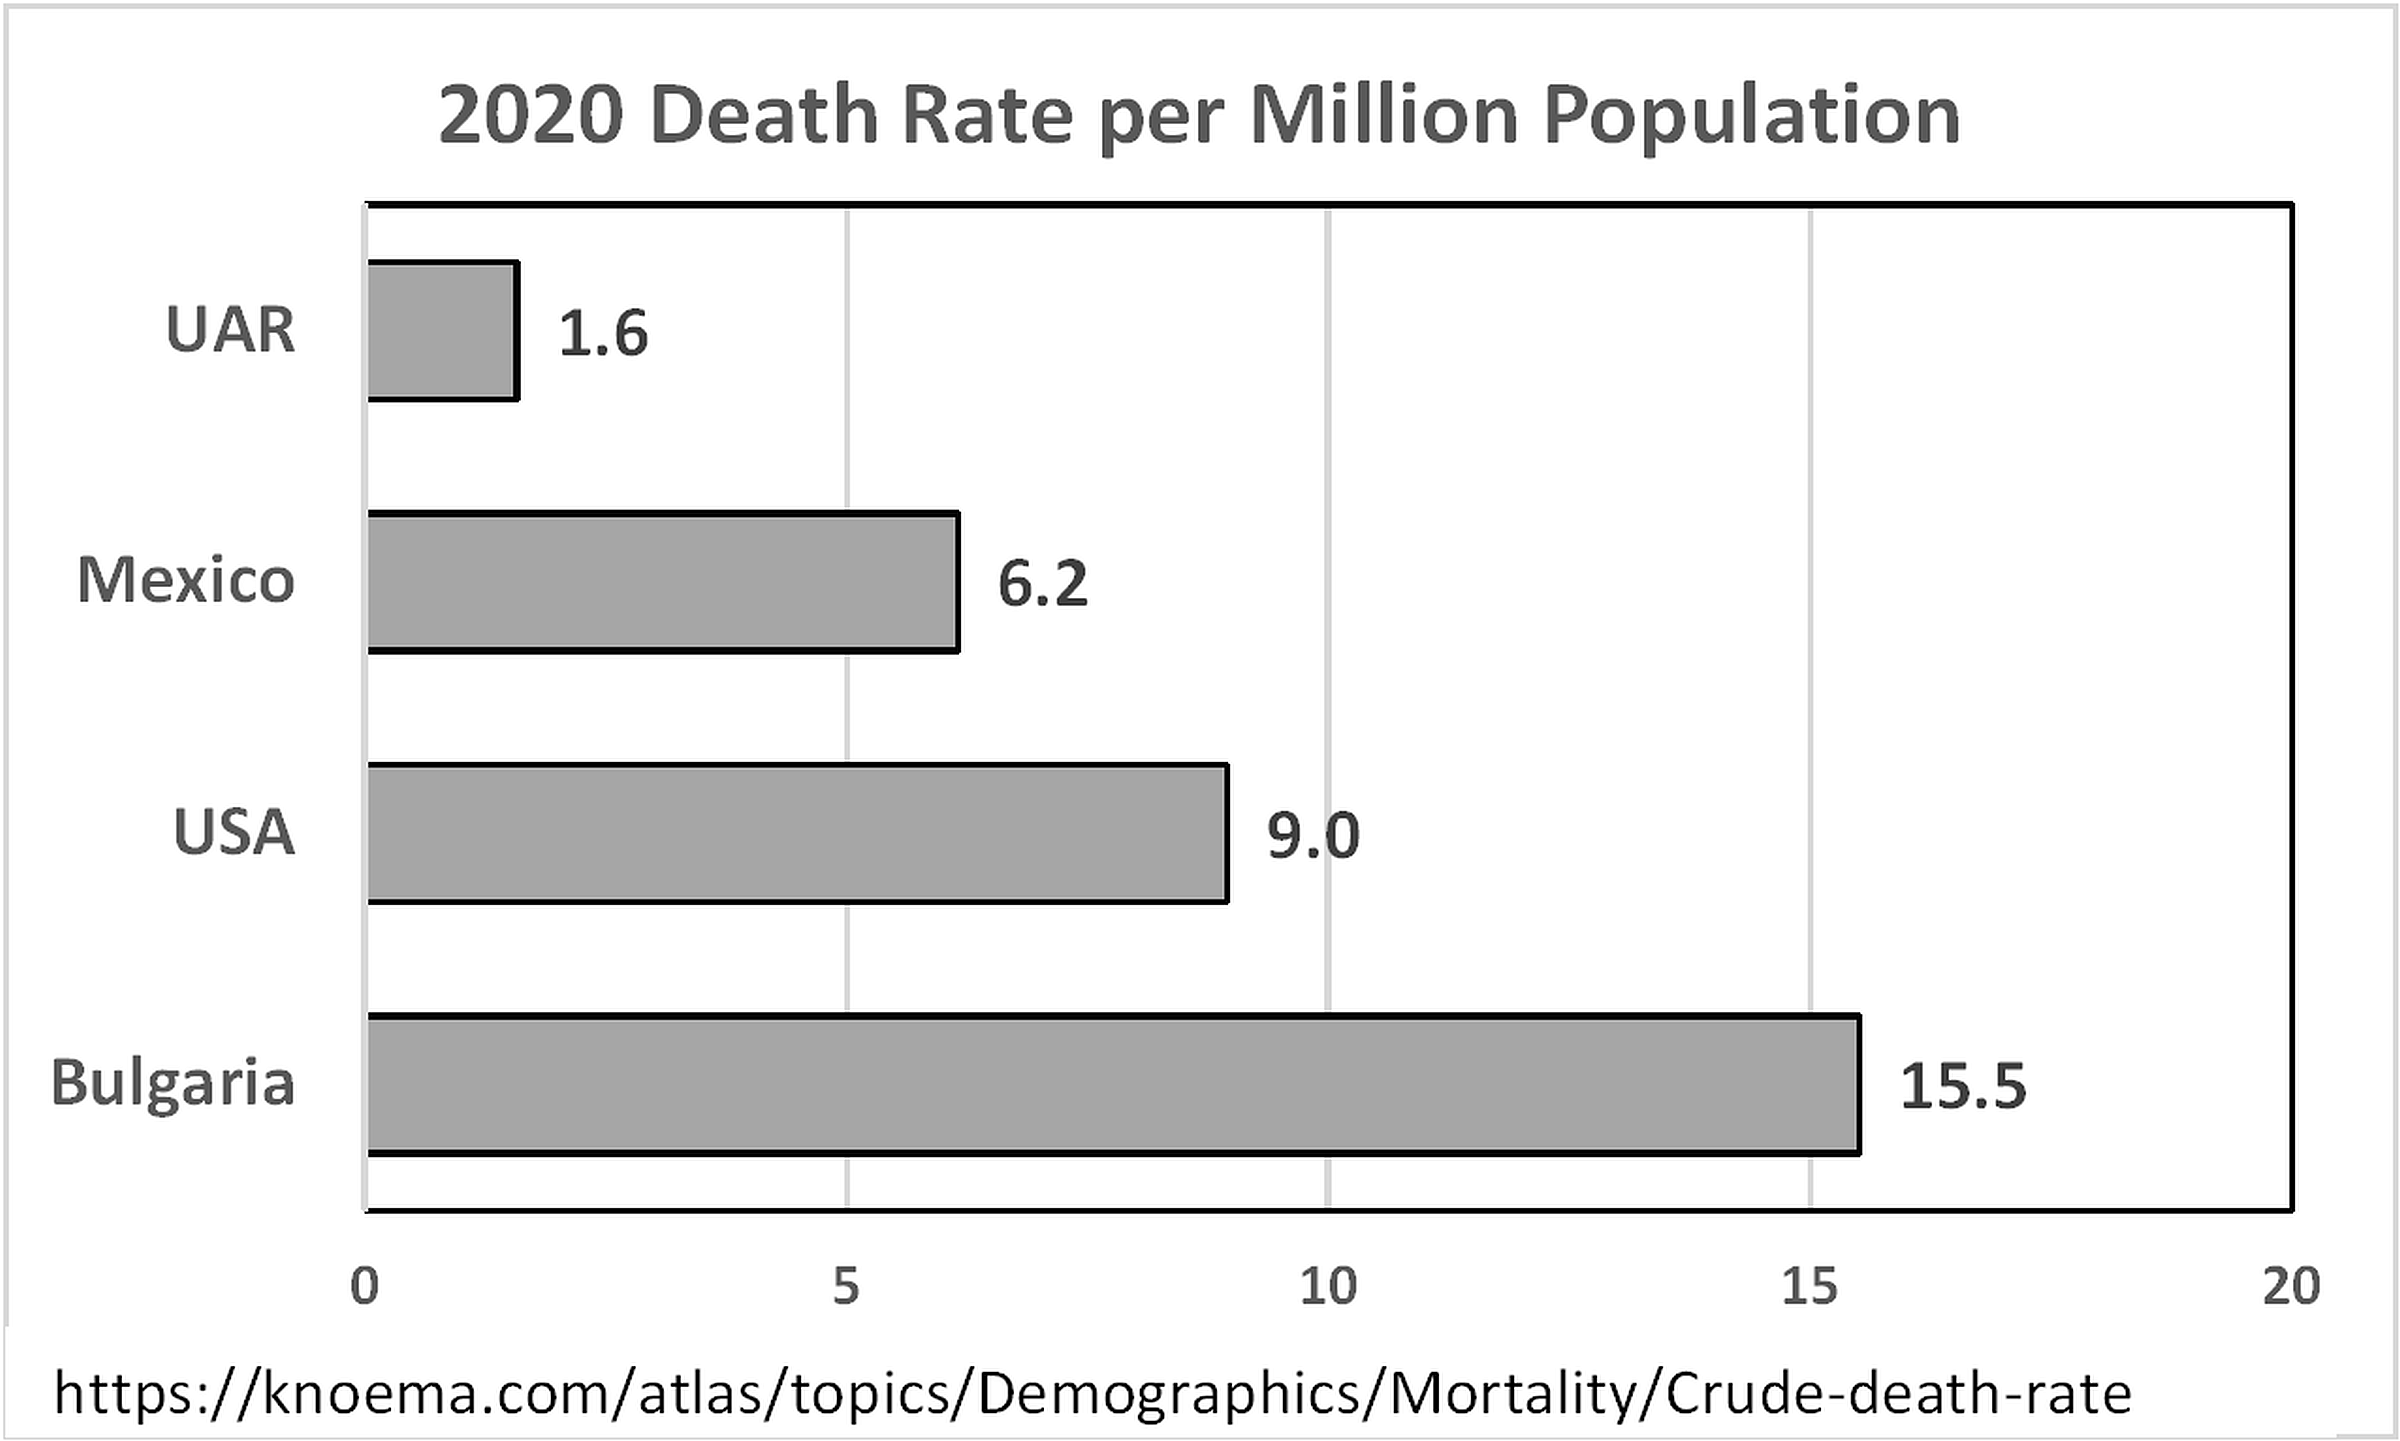 2020 Death Rate per Million Population
UAR 1.6
Mexico 6.2
USA 9.0
Bulgaria 15.5
0 5 10 15 20
https://knoema.com/atlas/topics/Demographics/Mortality/Crude-death-rate